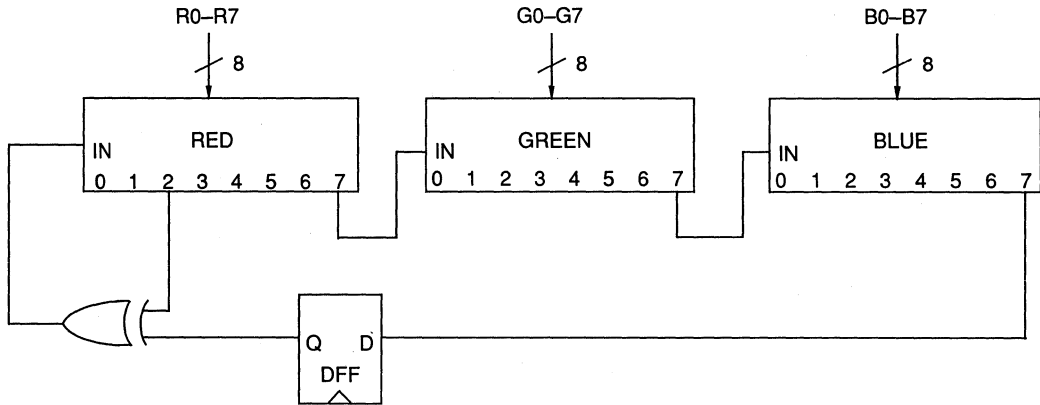 R0–R7 G0–G7 B0–B7
8 8 8
RED GREEN BLUE
IN IN IN
0 1 2 3 4 5 6 7 0 1 2 3 4 5 6 7 0 1 2 3 4 5 6 7
Q D
DFF